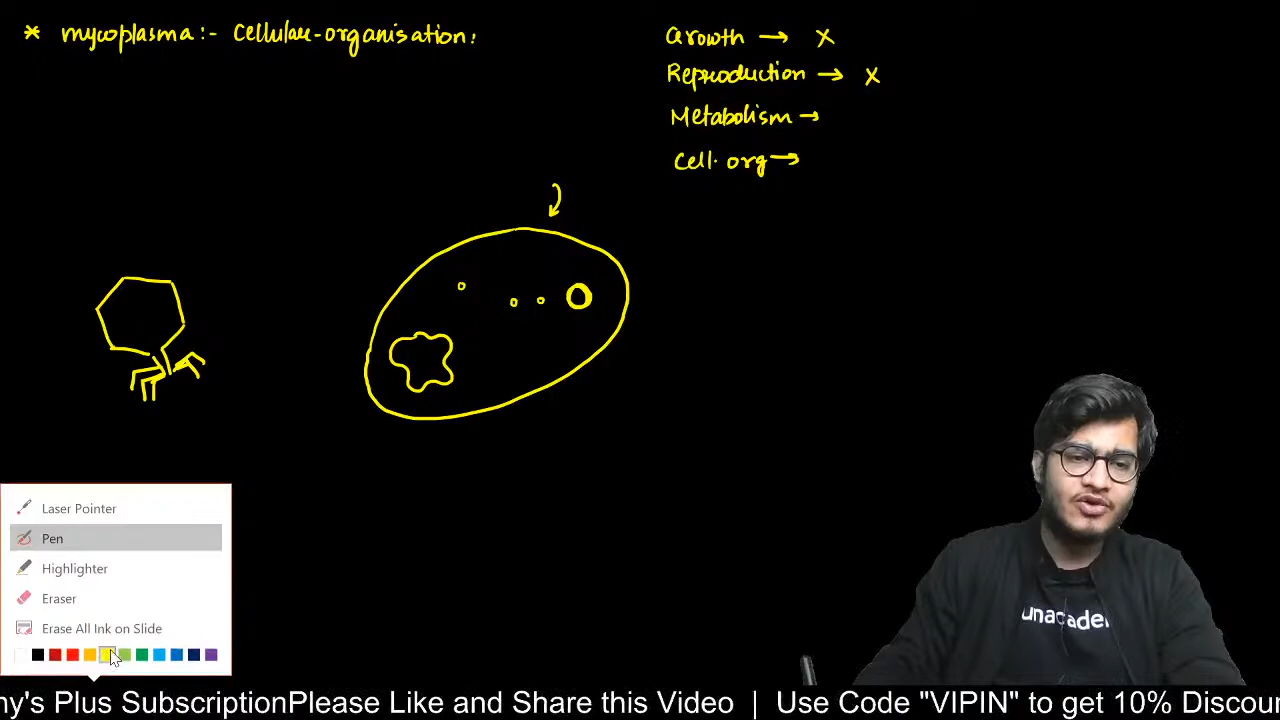 * mycoplasma:- Cellular-organisation:
Growth → X
Reproduction → X
Metabolism →
Cell. org →
Laser Pointer
Pen
Highlighter
Eraser
Erase All Ink on Slide
unacade
ny's Plus SubscriptionPlease Like and Share this Video | Use Code "VIPIN" to get 10% Discou